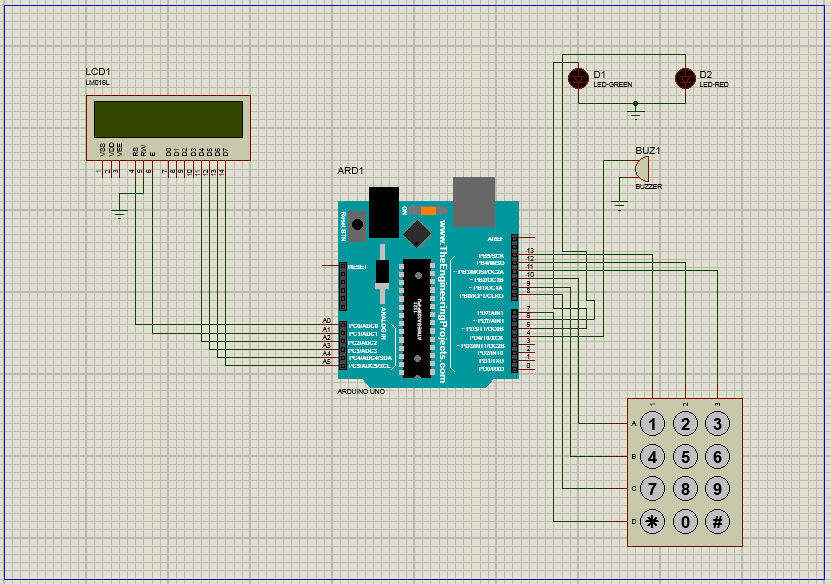 LCD1
LM016L
VSS
VDD
VEE
RS
RW
E
D0
D1
D2
D3
D4
D5
D6
D7
1
2
3
4
5
6
7
8
9
10
11
12
13
14
D1
LED-GREEN
D2
LED-RED
BUZ1
BUZZER
ARD1
Reset BTN
ON
www.TheEngineeringProjects.com
ANALOG IN
RESET
AREF
13
12
11
10
9
8
7
6
5
4
3
2
1
0
PB5/SCK
PB4/MISO
~ PB3/MOSI/OC2A
~ PB2/OC1B
~ PB1/OC1A
PB0/ICP1/CLKO
PD7/AIN1
~ PD6/AIN0
~ PD5/T1/OC0B
PD4/T0/XCK
~ PD3/INT1/OC2B
PD2/INT0
PD1/TXD
PD0/RXD
A0
A1
A2
A3
A4
A5
PC0/ADC0
PC1/ADC1
PC2/ADC2
PC3/ADC3
PC4/ADC4/SDA
PC5/ADC5/SCL
ARDUINO UNO
1
2
3
A
1 2 3
B
4 5 6
C
7 8 9
D
* 0 #